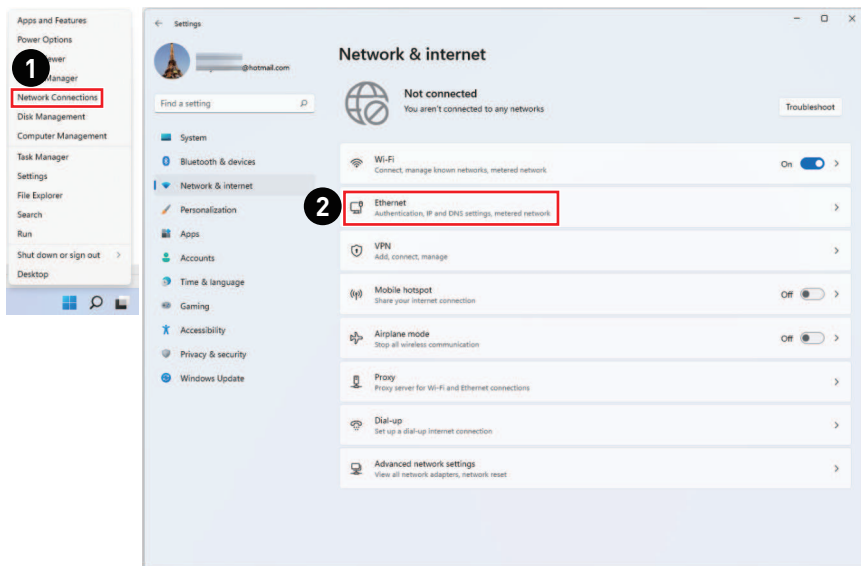 Apps and Features
Power Options
ewer
1
Manager
Network Connections
Disk Management
Computer Management
Task Manager
Settings
File Explorer
Search
Run
Shut down or sign out >
Desktop
Settings
@hotmail.com
Find a setting
System
Bluetooth & devices
Network & internet
Personalization
Apps
Accounts
Time & language
Gaming
Accessibility
Privacy & security
Windows Update
Network & internet
Not connected
You aren't connected to any networks
Troubleshoot
Wi-Fi
Connect, manage known networks, metered network
On
2
Ethernet
Authentication, IP and DNS settings, metered network
VPN
Add, connect, manage
Mobile hotspot
Share your internet connection
Off
Airplane mode
Stop all wireless communication
Off
Proxy
Proxy server for Wi-Fi and Ethernet connections
Dial-up
Set up a dial-up internet connection
Advanced network settings
View all network adapters, network reset